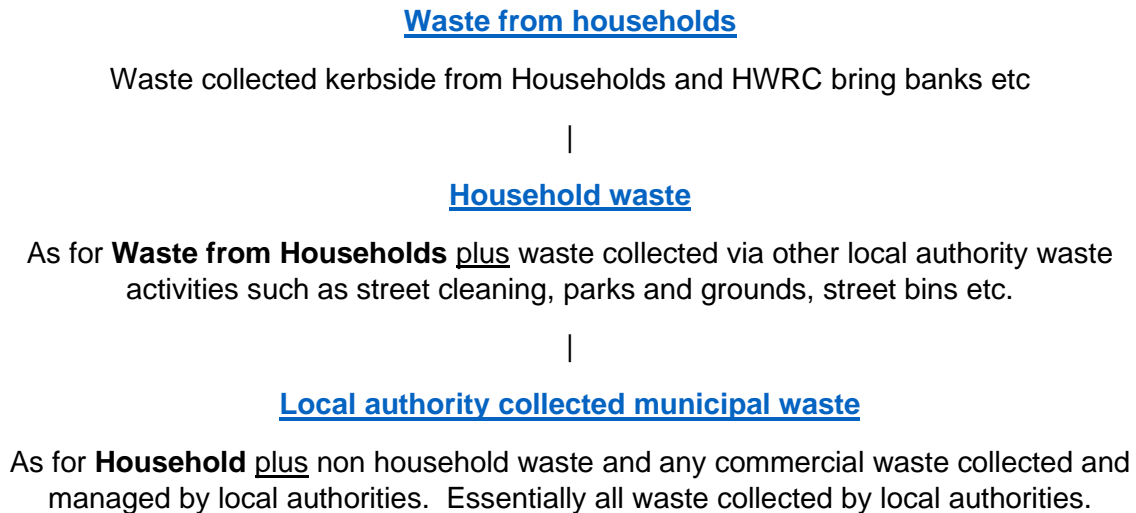 Waste from households
Waste collected kerbside from Households and HWRC bring banks etc
|
Household waste
As for Waste from Households plus waste collected via other local authority waste
activities such as street cleaning, parks and grounds, street bins etc.
|
Local authority collected municipal waste
As for Household plus non household waste and any commercial waste collected and
managed by local authorities.  Essentially all waste collected by local authorities.